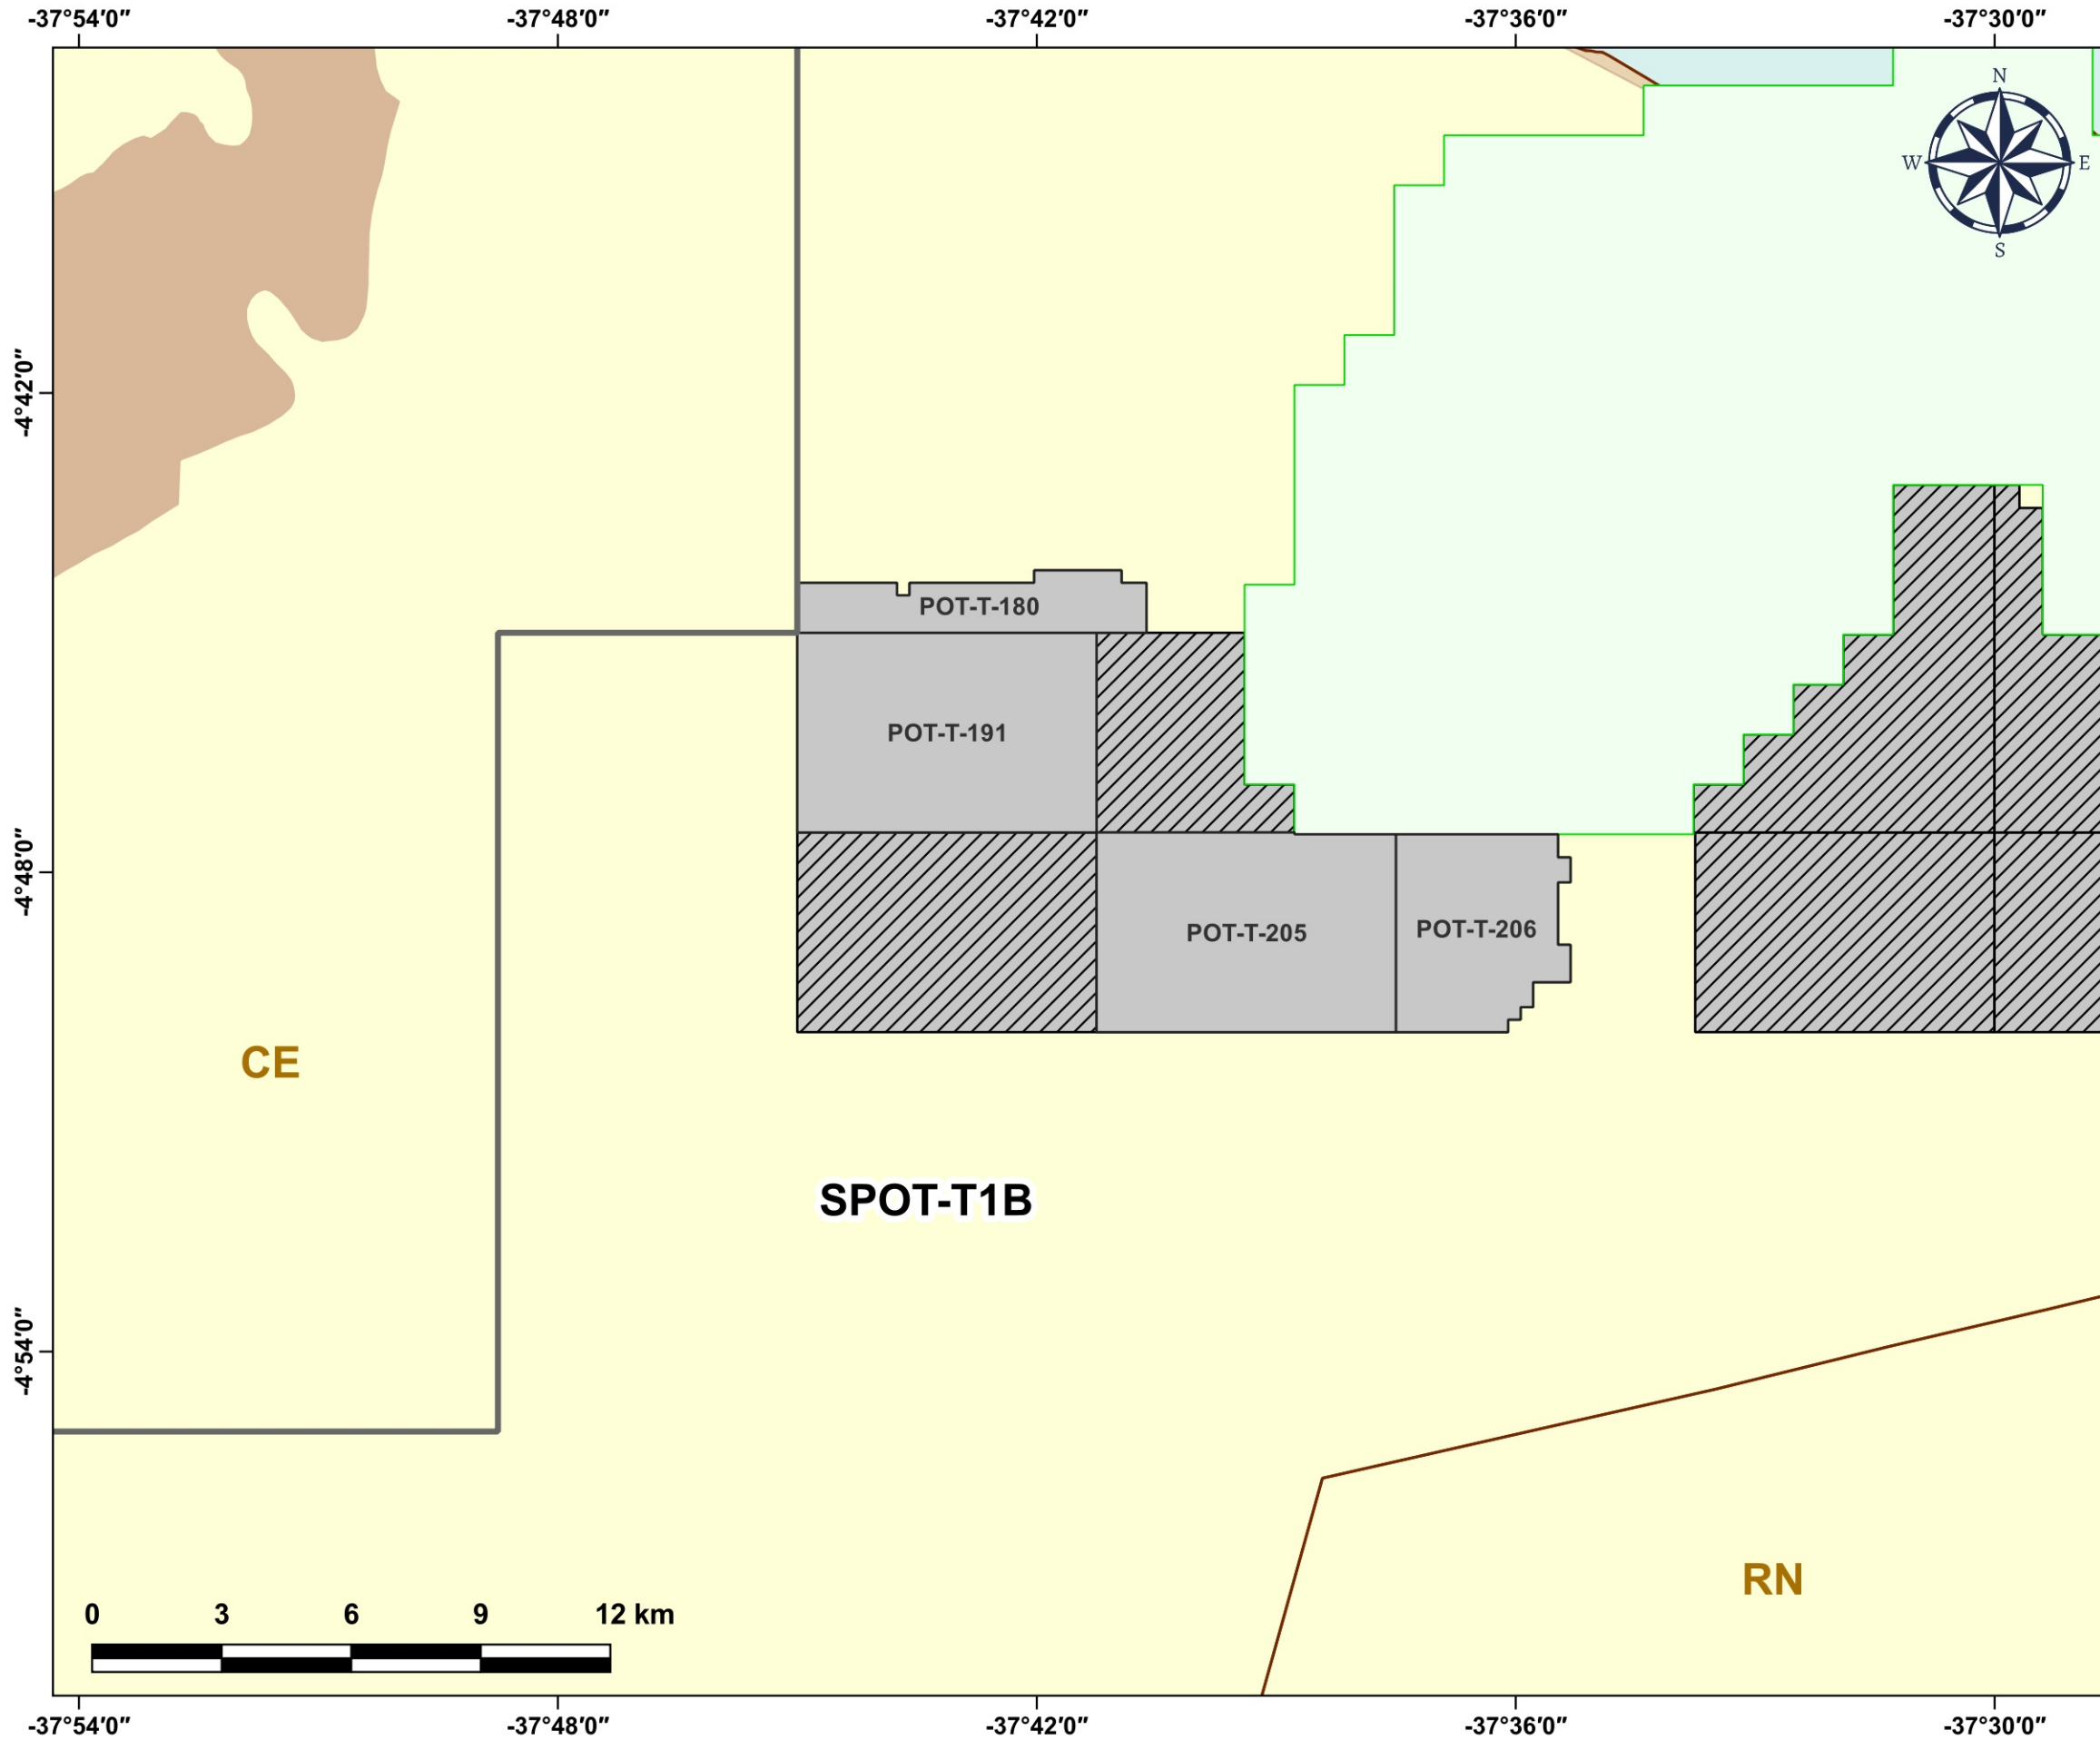 -37°54′0″ -37°48′0″ -37°42′0″ -37°36′0″ -37°30′0″
N
W E
S
-4°42′0″
POT-T-180
POT-T-191
-4°48′0″
POT-T-205 POT-T-206
CE
SPOT-T1B
-4°54′0″
RN
0 3 6 9 12 km
-37°54′0″ -37°48′0″ -37°42′0″ -37°36′0″ -37°30′0″